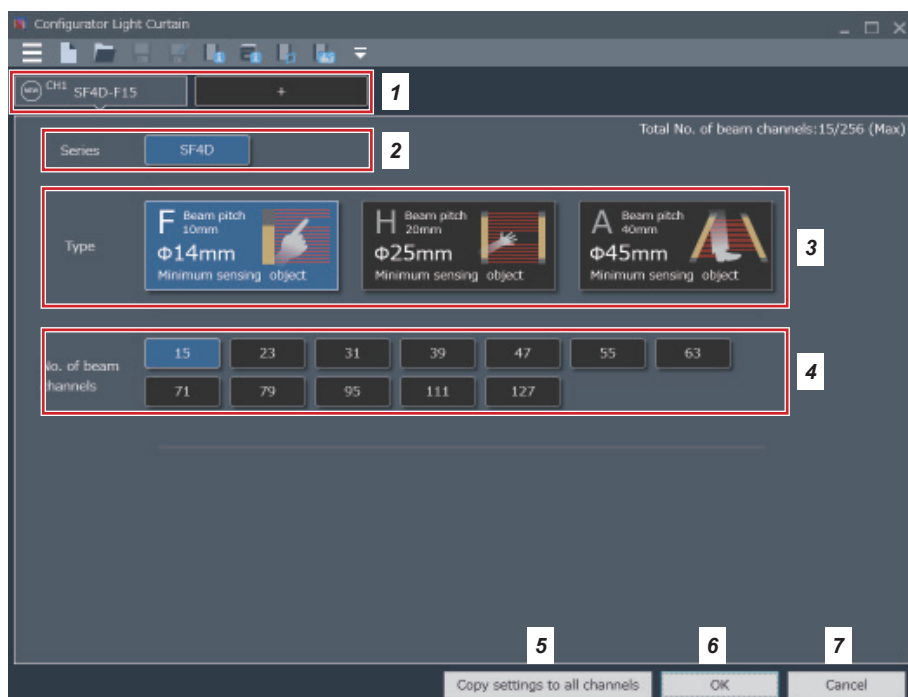 Configurator Light Curtain
NEW CH1 SF4D-F15
+
1
Total No. of beam channels:15/256 (Max)
Series
SF4D
2
Type
F Beam pitch
10mm
Φ14mm
Minimum sensing object
H Beam pitch
20mm
Φ25mm
Minimum sensing object
A Beam pitch
40mm
Φ45mm
Minimum sensing object
3
No. of beam
channels
15 23 31 39 47 55 63
71 79 95 111 127
4
5 6 7
Copy settings to all channels OK Cancel